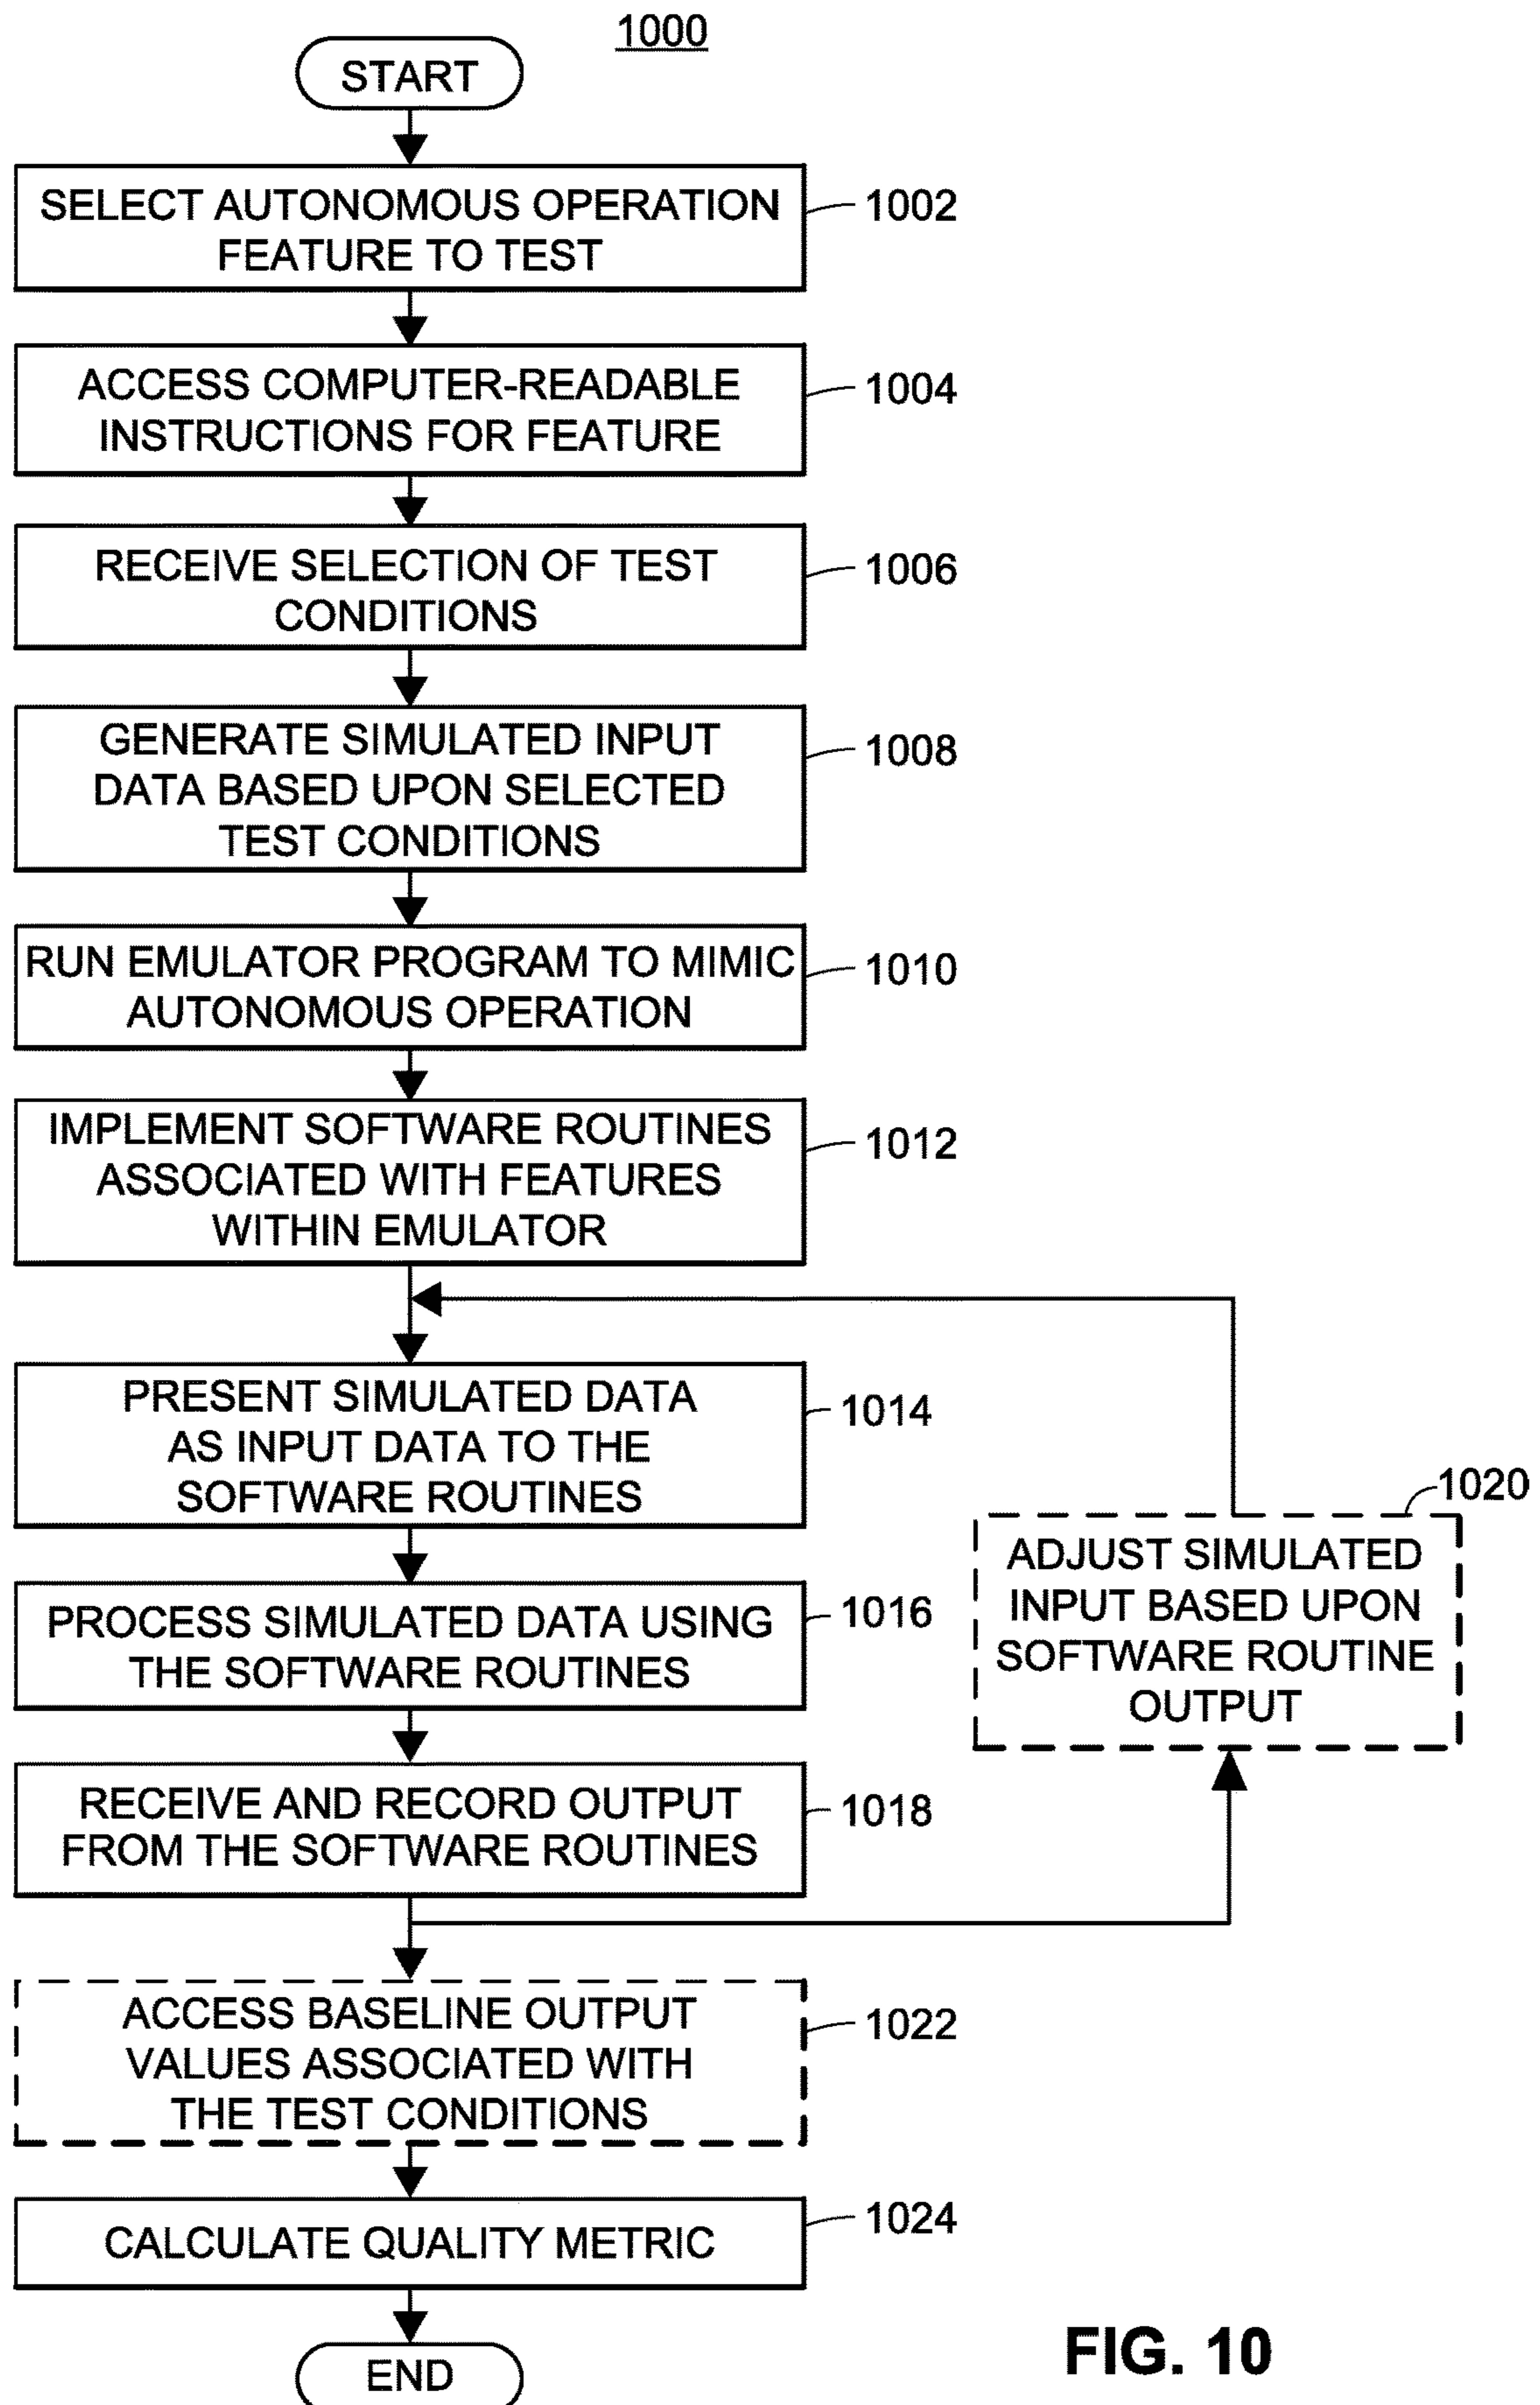 1000
START
SELECT AUTONOMOUS OPERATION
FEATURE TO TEST
1002
ACCESS COMPUTER-READABLE
INSTRUCTIONS FOR FEATURE
1004
RECEIVE SELECTION OF TEST
CONDITIONS
1006
GENERATE SIMULATED INPUT
DATA BASED UPON SELECTED
TEST CONDITIONS
1008
RUN EMULATOR PROGRAM TO MIMIC
AUTONOMOUS OPERATION
1010
IMPLEMENT SOFTWARE ROUTINES
ASSOCIATED WITH FEATURES
WITHIN EMULATOR
1012
PRESENT SIMULATED DATA
AS INPUT DATA TO THE
SOFTWARE ROUTINES
1014
PROCESS SIMULATED DATA USING
THE SOFTWARE ROUTINES
1016
RECEIVE AND RECORD OUTPUT
FROM THE SOFTWARE ROUTINES
1018
1020
ADJUST SIMULATED
INPUT BASED UPON
SOFTWARE ROUTINE
OUTPUT
ACCESS BASELINE OUTPUT
VALUES ASSOCIATED WITH
THE TEST CONDITIONS
1022
CALCULATE QUALITY METRIC
1024
END
FIG. 10